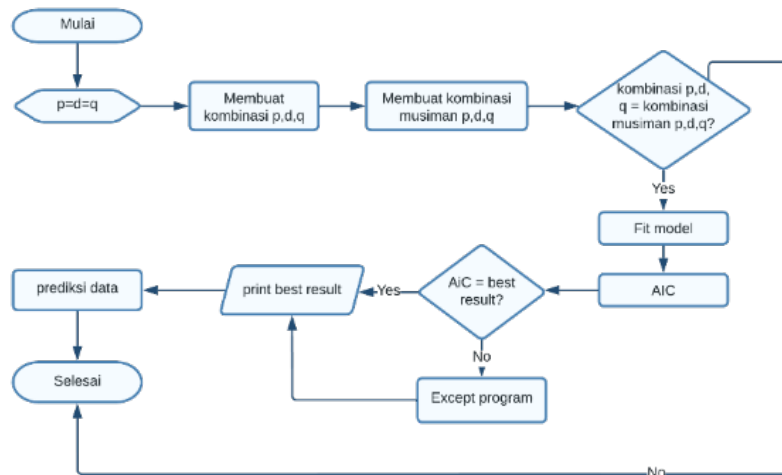 Mulai
p=d=q
Membuat
kombinasi p,d,q
Membuat kombinasi
musiman p,d,q
kombinasi p,d,
q = kombinasi
musiman p,d,q?
Yes
Fit model
AIC
AiC = best
result?
Yes
print best result
prediksi data
No
Except program
Selesai
No